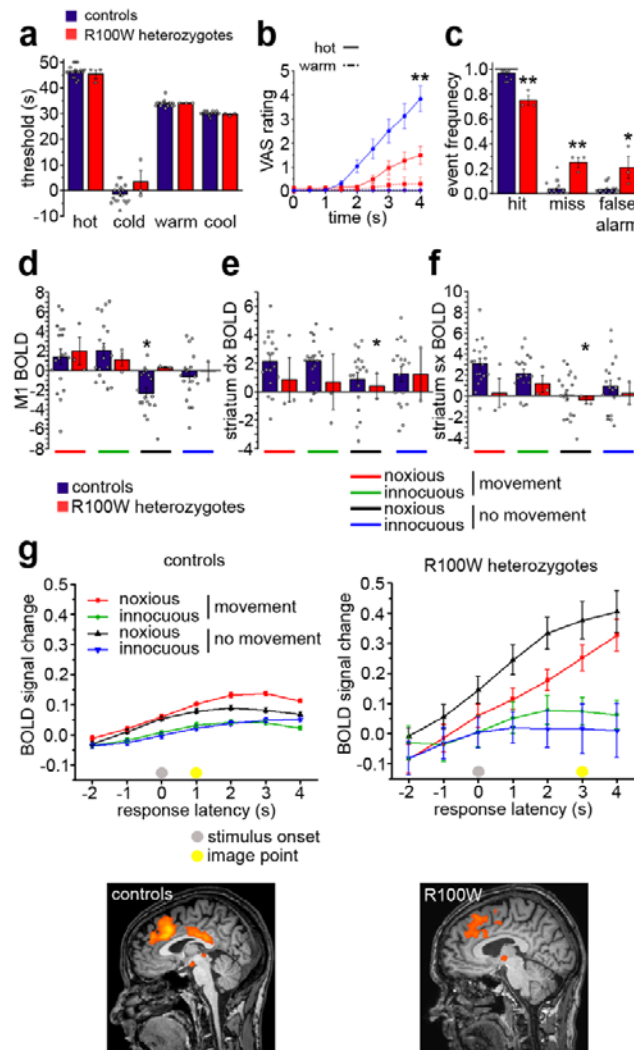 controls
R100W heterozygotes
a
threshold (s)
50
40
30
20
10
0
-10
hot cold warm cool
b
hot
warm
VAS rating
5
4
3
2
1
0
**
0 1 2 3 4
time (s)
c
event frequnecy
1.0
0.8
0.6
0.4
0.2
0.0
** ** *
hit miss false alarm
d
M1 BOLD
8
6
4
2
0
-2
-4
-6
-8
*
e
striatum dx BOLD
6
4
2
0
-2
-4
*
f
striatum sx BOLD
10
8
6
4
2
0
-2
-4
*
controls
R100W heterozygotes
noxious
innocuous
movement
noxious
innocuous
no movement
g
controls
noxious
innocuous
movement
noxious
innocuous
no movement
BOLD signal change
0.5
0.4
0.3
0.2
0.1
0.0
-0.1
-2 -1 0 1 2 3 4
response latency (s)
R100W heterozygotes
BOLD signal change
0.5
0.4
0.3
0.2
0.1
0.0
-0.1
-2 -1 0 1 2 3 4
response latency (s)
stimulus onset
image point
controls
R100W